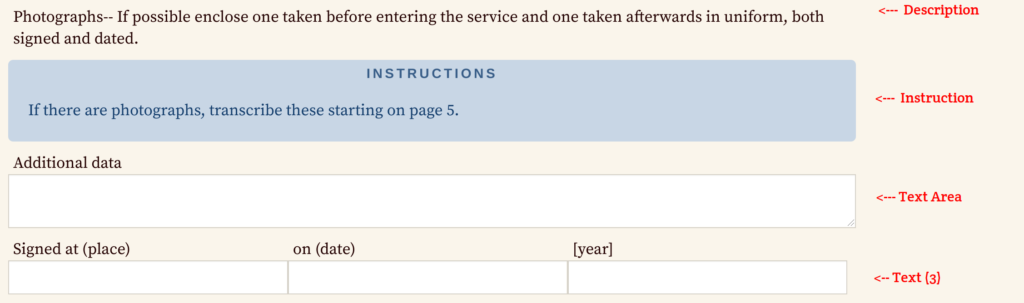 Photographs-- If possible enclose one taken before entering the service and one taken afterwards in uniform, both
signed and dated.
<--- Description
INSTRUCTIONS
If there are photographs, transcribe these starting on page 5.
<--- Instruction
Additional data
<--- Text Area
Signed at (place) on (date) [year]
<-- Text (3)